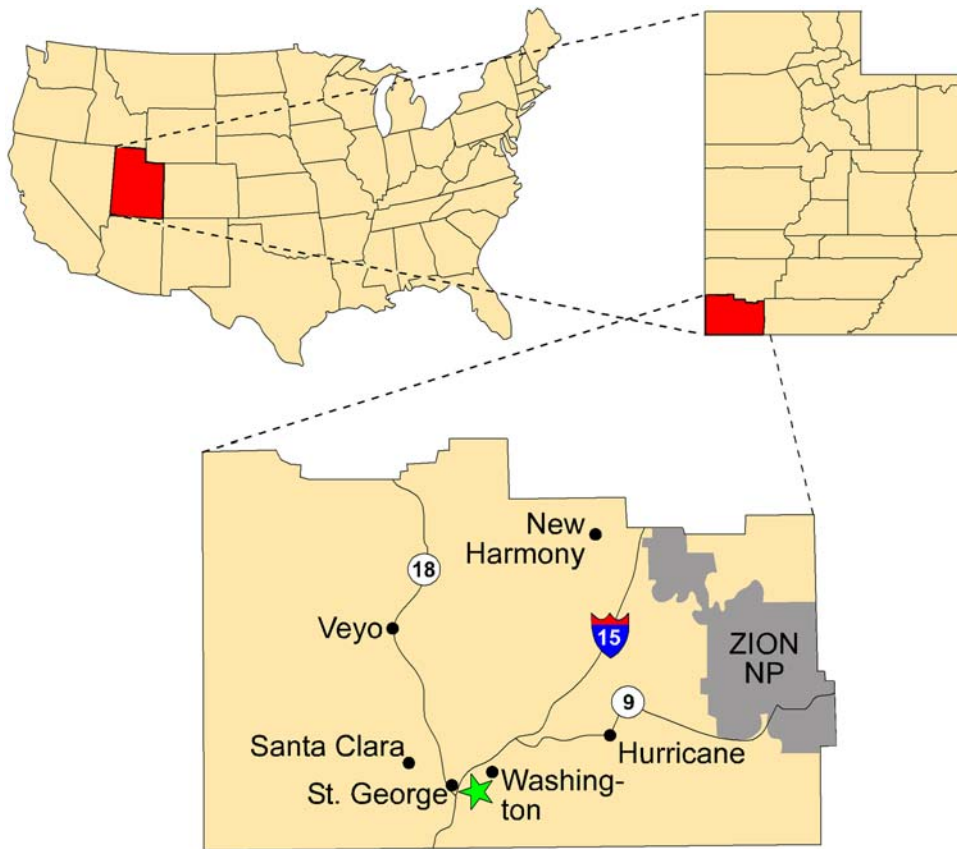 New
Harmony
18
Veyo
15
ZION
NP
9
Santa Clara
Hurricane
St. George
Washing-
ton